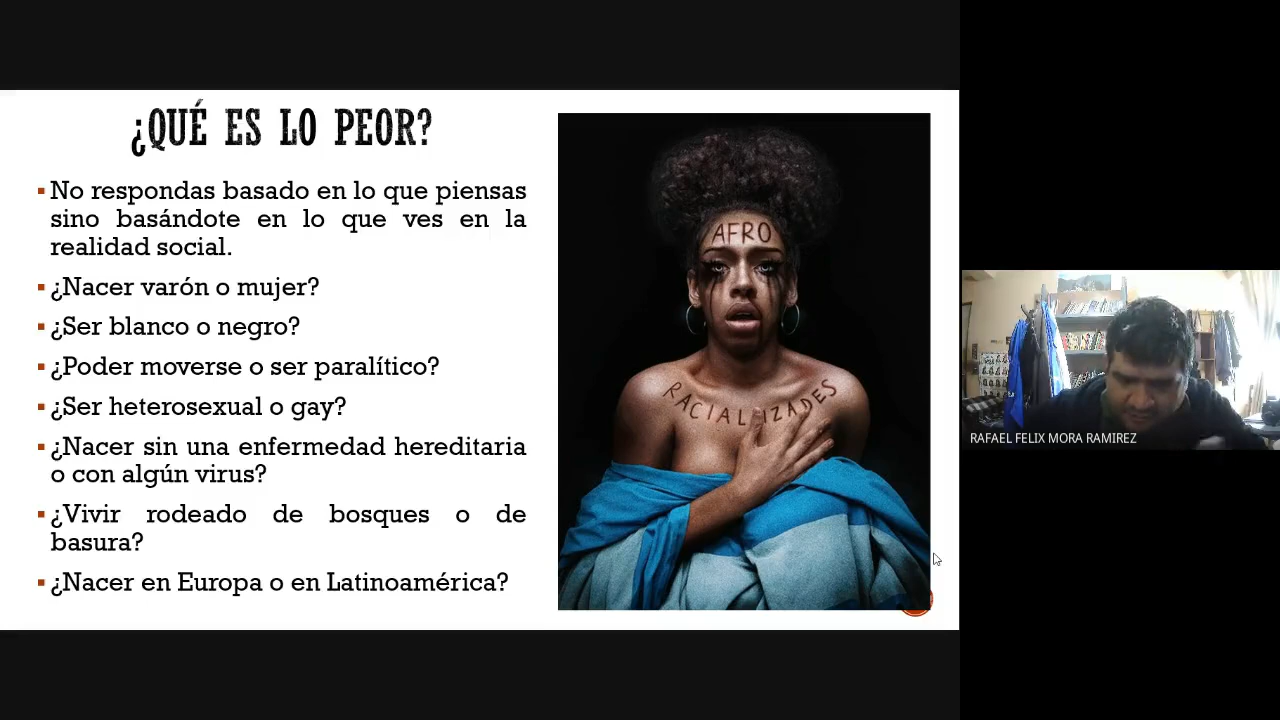 ¿QUÉ ES LO PEOR?
▪ No respondas basado en lo que piensas
sino basándote en lo que ves en la
realidad social.
▪ ¿Nacer varón o mujer?
▪ ¿Ser blanco o negro?
▪ ¿Poder moverse o ser paralítico?
▪ ¿Ser heterosexual o gay?
▪ ¿Nacer sin una enfermedad hereditaria
o con algún virus?
▪ ¿Vivir rodeado de bosques o de
basura?
▪ ¿Nacer en Europa o en Latinoamérica?
AFRO
RACIALIZADES
RAFAEL FELIX MORA RAMIREZ